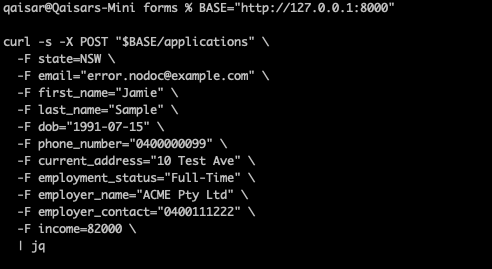 qaisar@Qaisars-Mini forms % BASE="http://127.0.0.1:8000"
curl -s -X POST "$BASE/applications" \
-F state=NSW \
-F email="error.nodoc@example.com" \
-F first_name="Jamie" \
-F last_name="Sample" \
-F dob="1991-07-15" \
-F phone_number="0400000099" \
-F current_address="10 Test Ave" \
-F employment_status="Full-Time" \
-F employer_name="ACME Pty Ltd" \
-F employer_contact="0400111222" \
-F income=82000 \
| jq